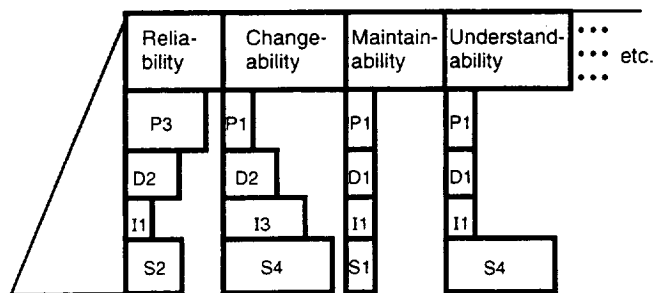 Relia- Change- Maintain- Understand-
bility ability ability ability etc.
P3 P1 P1 P1
D2 D2 D1 D1
I1 I3 I1 I1
S2 S4 S1 S4